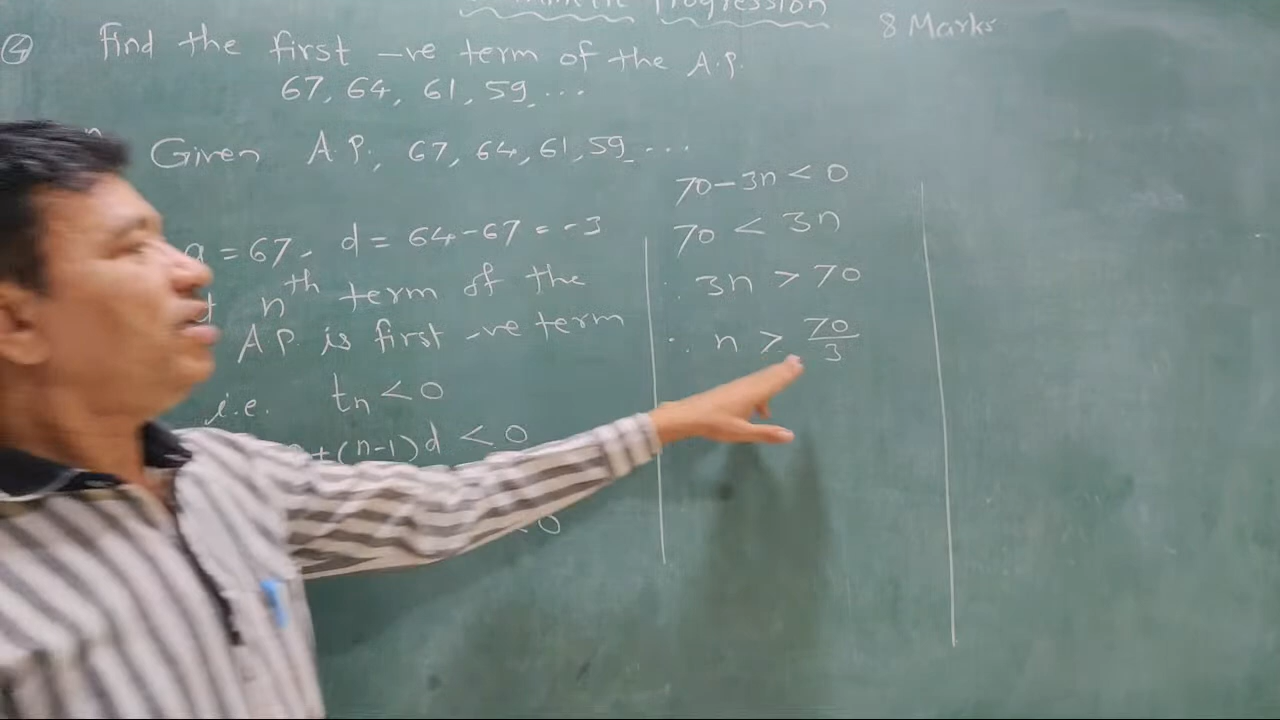 Progression
8 Marks
④ Find the first -ve term of the A.P.
67, 64, 61, 59, ...
Given A.P., 67, 64, 61, 59, ...
a = 67, d = 64-67 = -3
nth term of the
A.P. is first -ve term
i.e. tn < 0
+(n-1)d < 0
< 0
70-3n < 0
70 < 3n
∴ 3n > 70
∴ n > 70/3